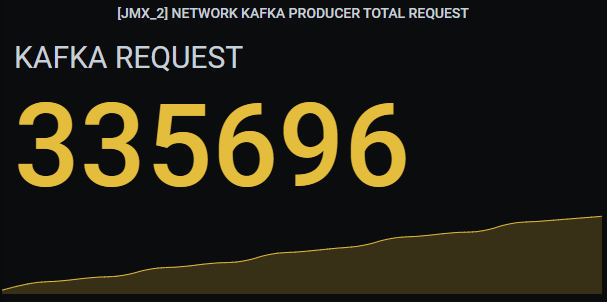 [JMX_2] NETWORK KAFKA PRODUCER TOTAL REQUEST
KAFKA REQUEST
335696